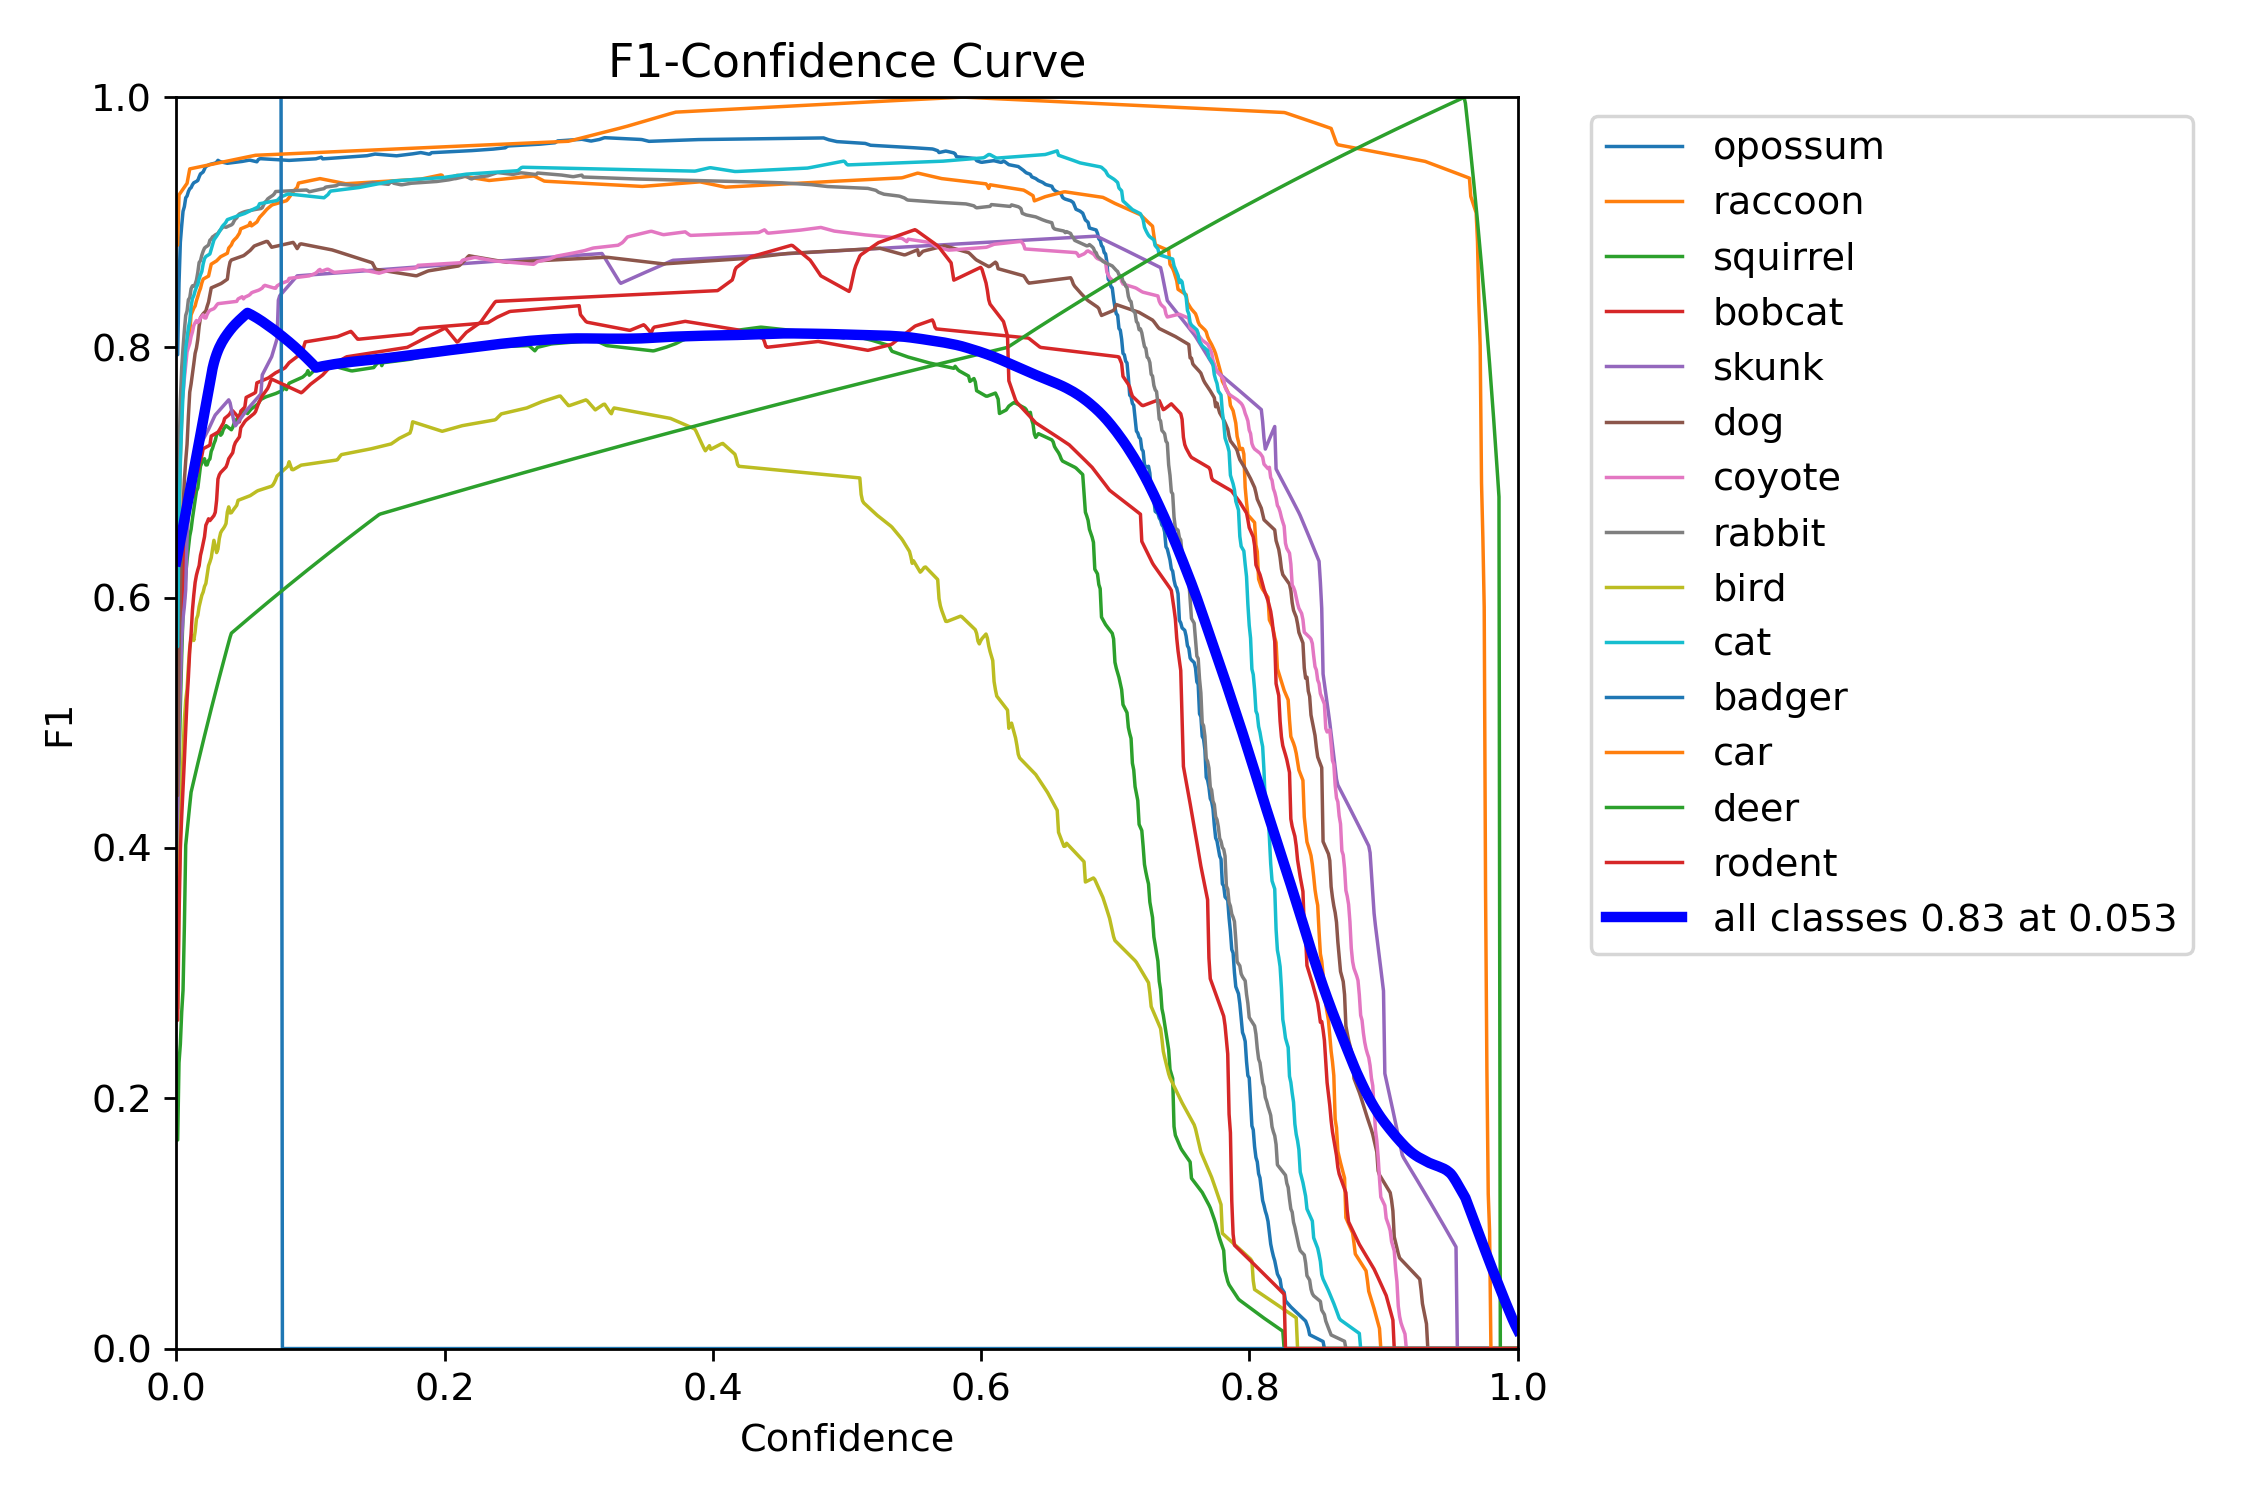 F1-Confidence Curve
1.0
0.8
0.6
0.4
0.2
0.0
F1
0.0 0.2 0.4 0.6 0.8 1.0
Confidence
opossum
raccoon
squirrel
bobcat
skunk
dog
coyote
rabbit
bird
cat
badger
car
deer
rodent
all classes 0.83 at 0.053